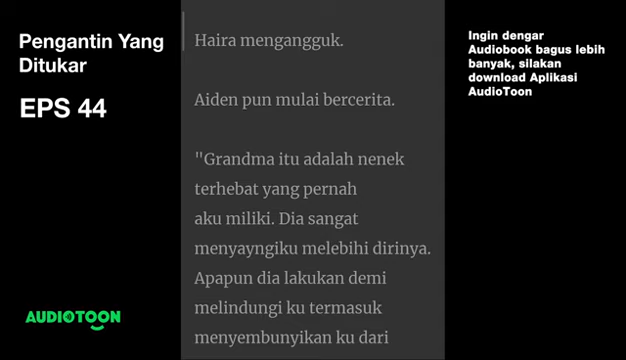 Pengantin Yang
Ditukar
EPS 44
Haira mengangguk.
Aiden pun mulai bercerita.
"Grandma itu adalah nenek
terhebat yang pernah
aku miliki. Dia sangat
menyayngiku melebihi dirinya.
Apapun dia lakukan demi
melindungi ku termasuk
menyembunyikan ku dari
Ingin dengar
Audiobook bagus lebih
banyak, silakan
download Aplikasi
AudioToon
AUDIOTOON